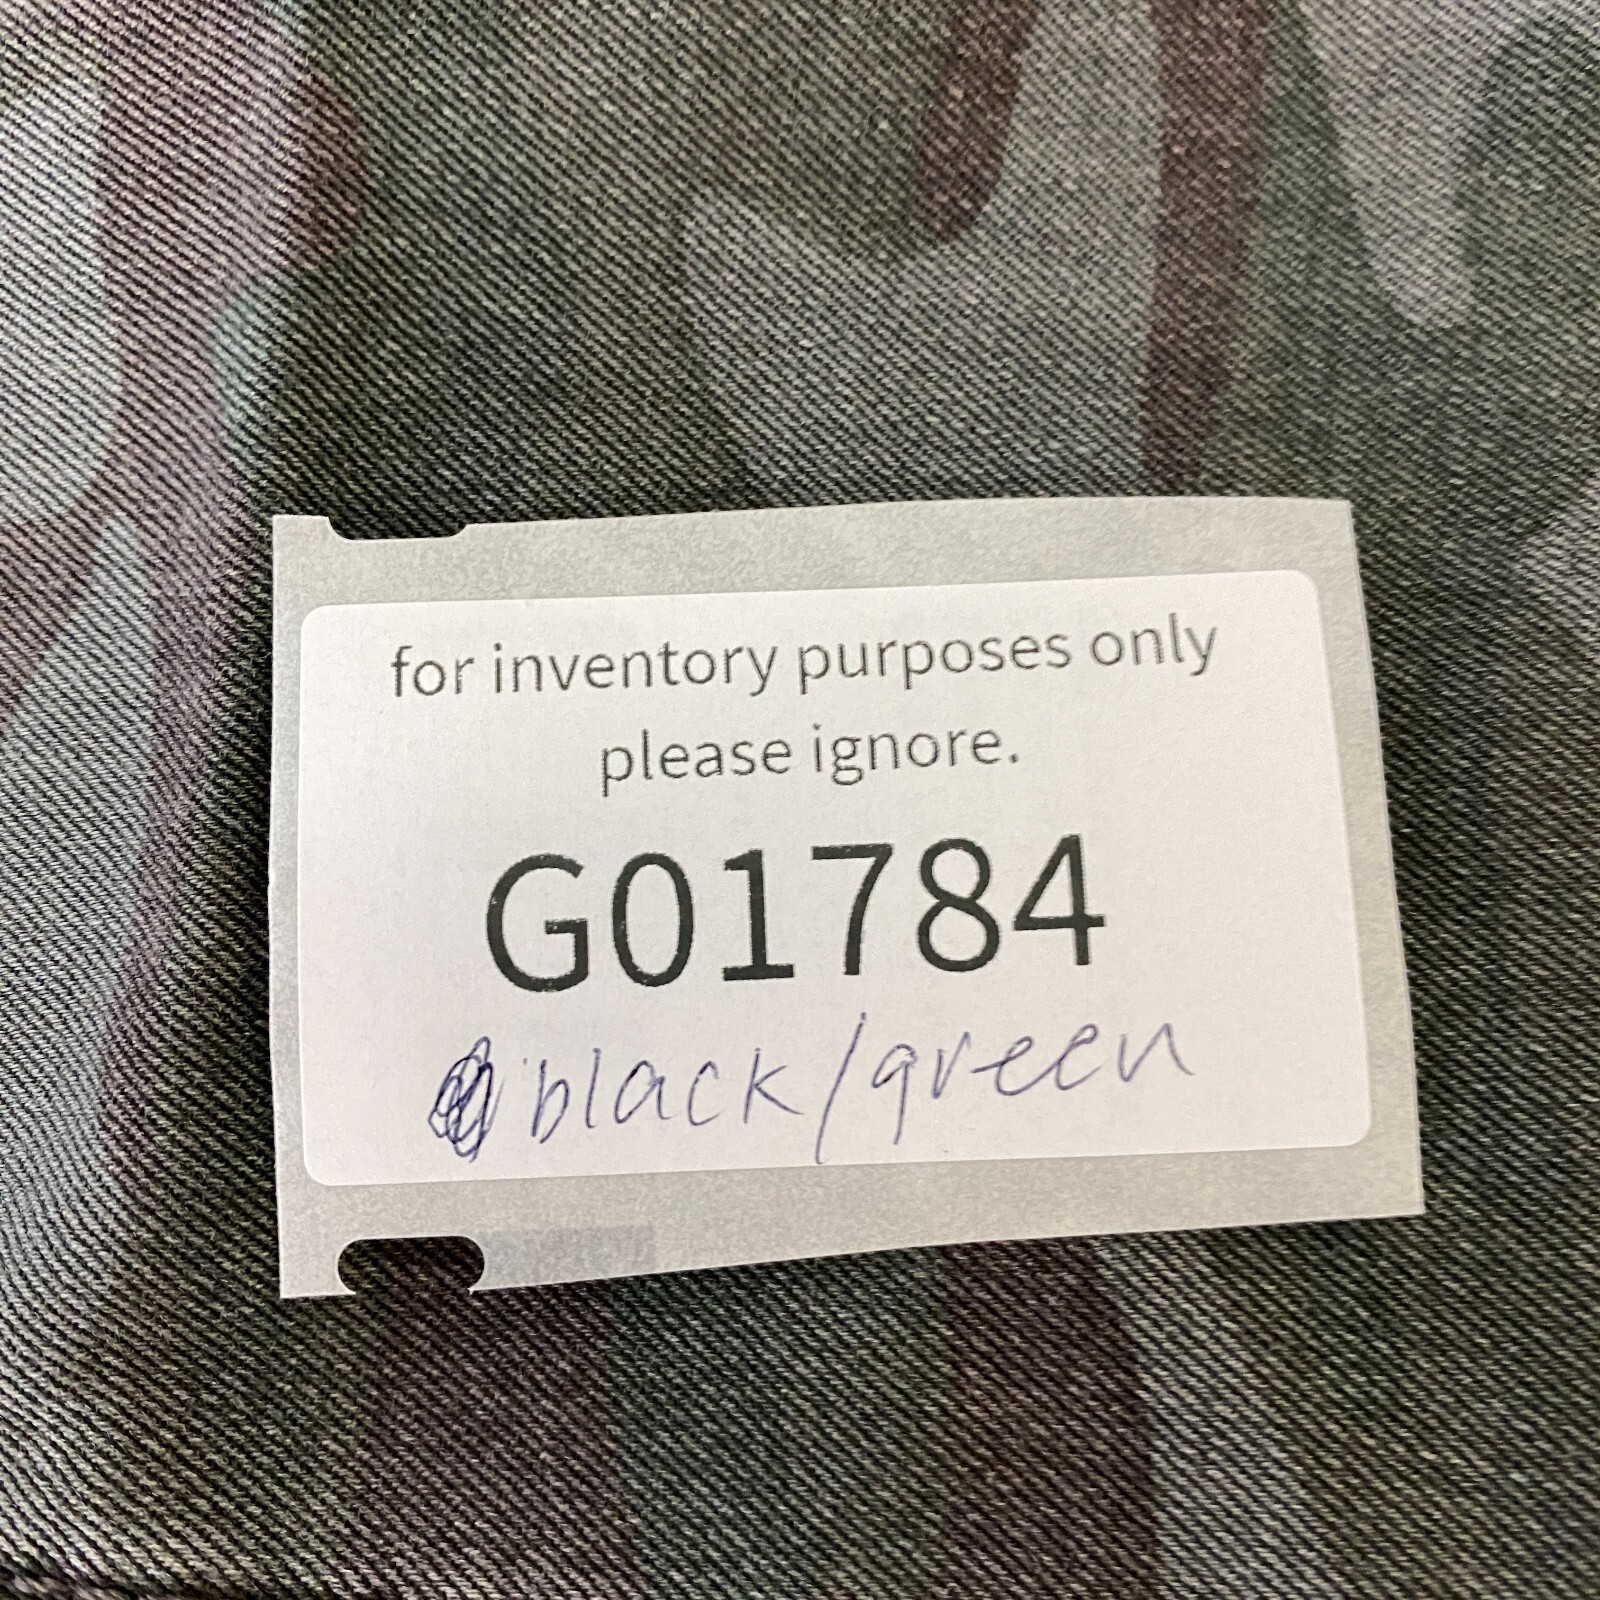 for inventory purposes only
please ignore.
G01784
black/green